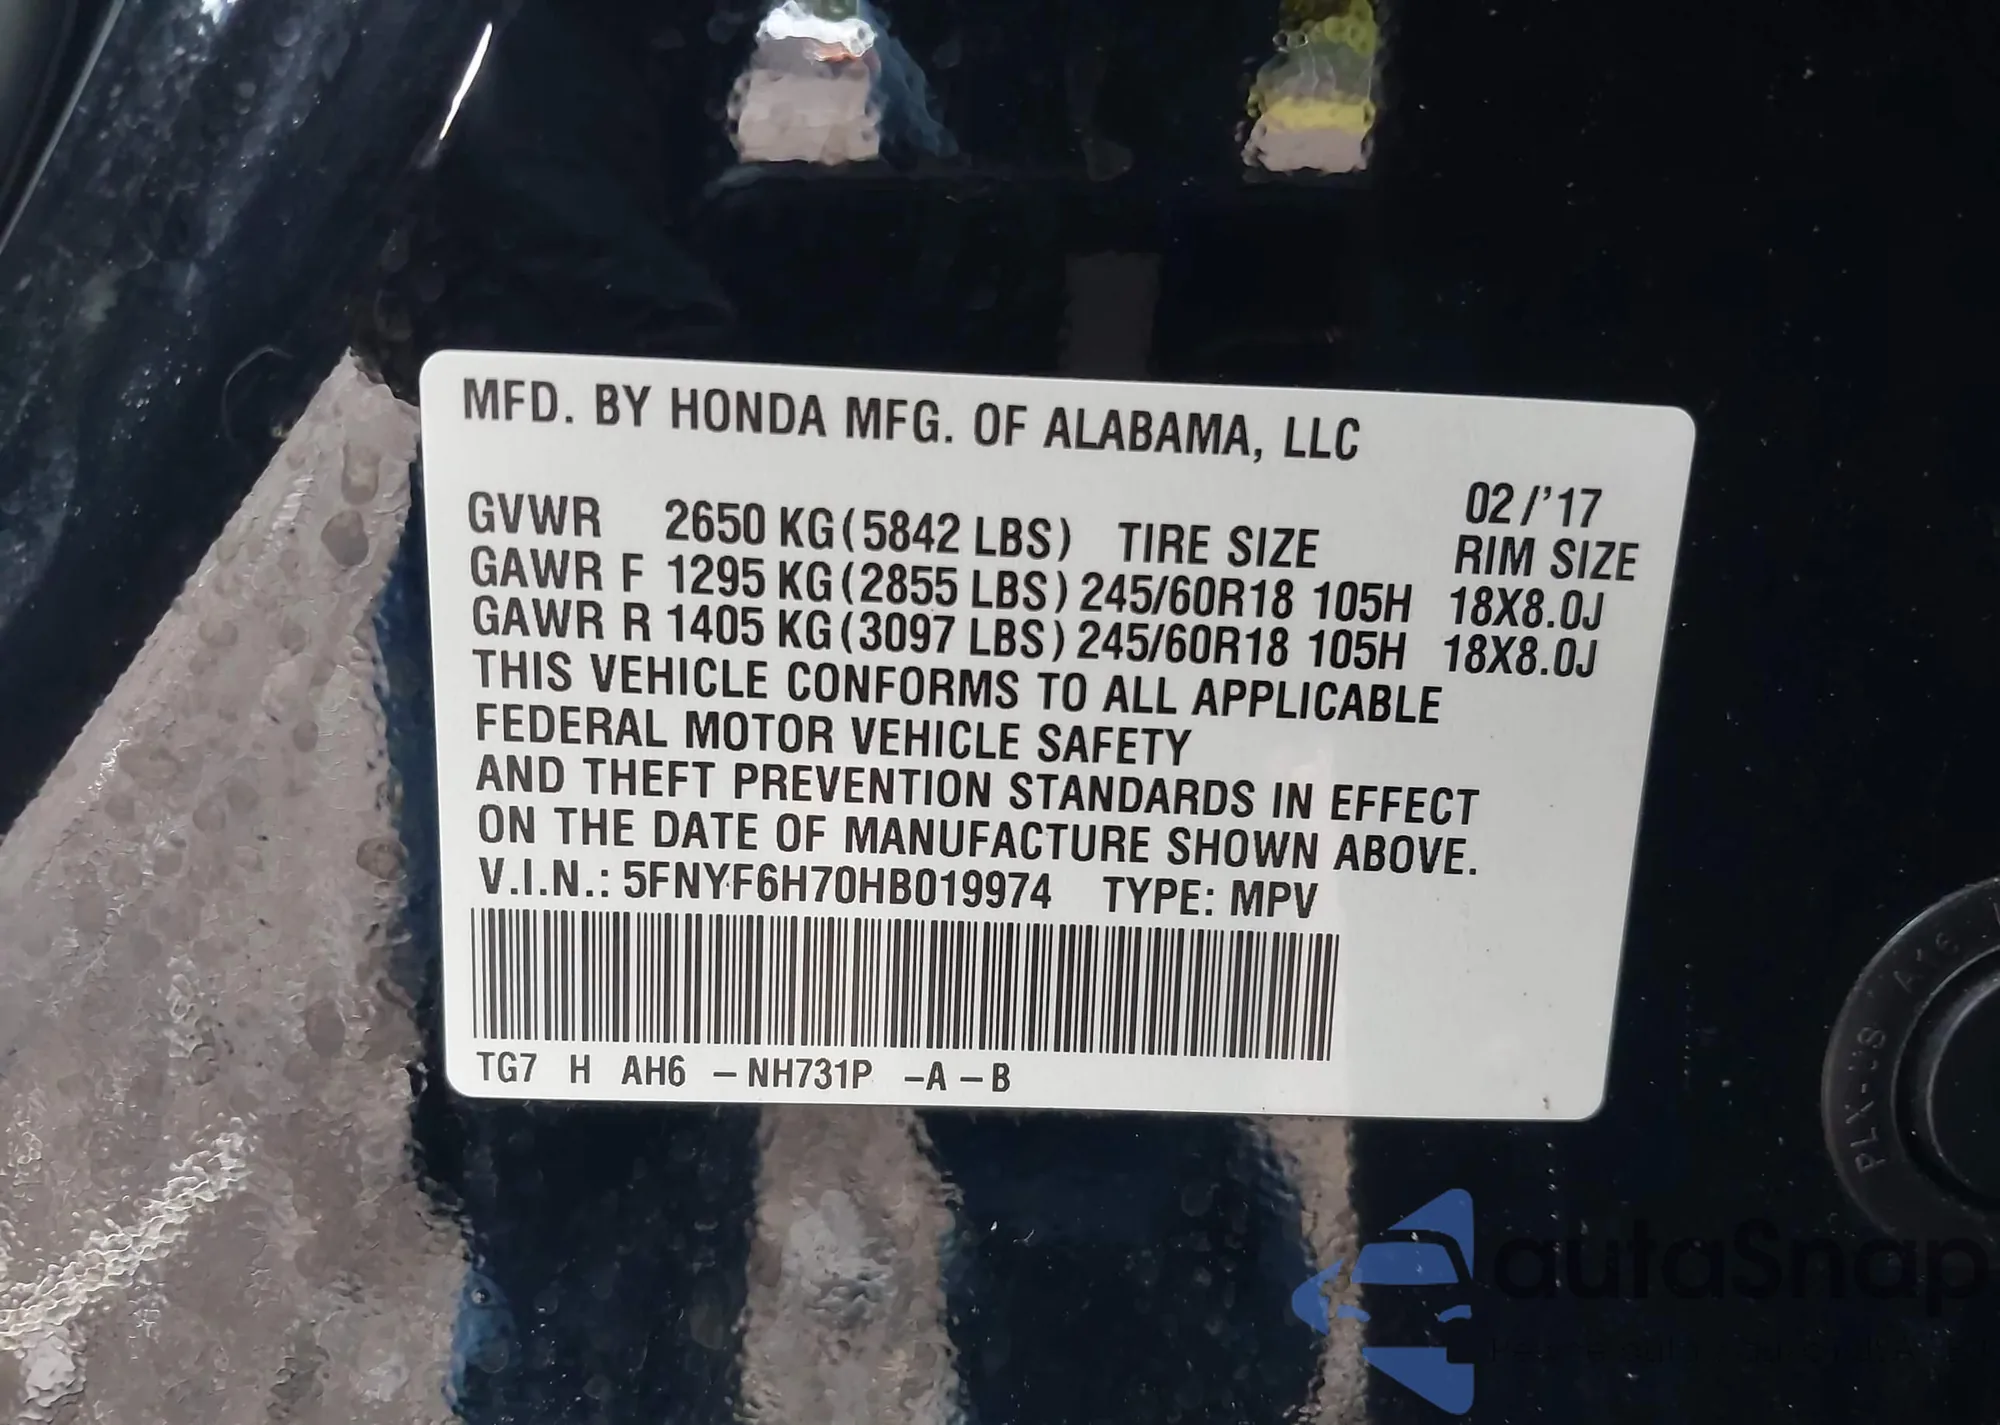 MFD. BY HONDA MFG. OF ALABAMA, LLC
02/'17
GVWR 2650 KG(5842 LBS) TIRE SIZE RIM SIZE
GAWR F 1295 KG(2855 LBS) 245/60R18 105H 18X8.0J
GAWR R 1405 KG(3097 LBS) 245/60R18 105H 18X8.0J
THIS VEHICLE CONFORMS TO ALL APPLICABLE
FEDERAL MOTOR VEHICLE SAFETY
AND THEFT PREVENTION STANDARDS IN EFFECT
ON THE DATE OF MANUFACTURE SHOWN ABOVE.
V.I.N.: 5FNYF6H70HB019974 TYPE: MPV
TG7 H AH6 –NH731P –A –B
PLX-US
autoSnap